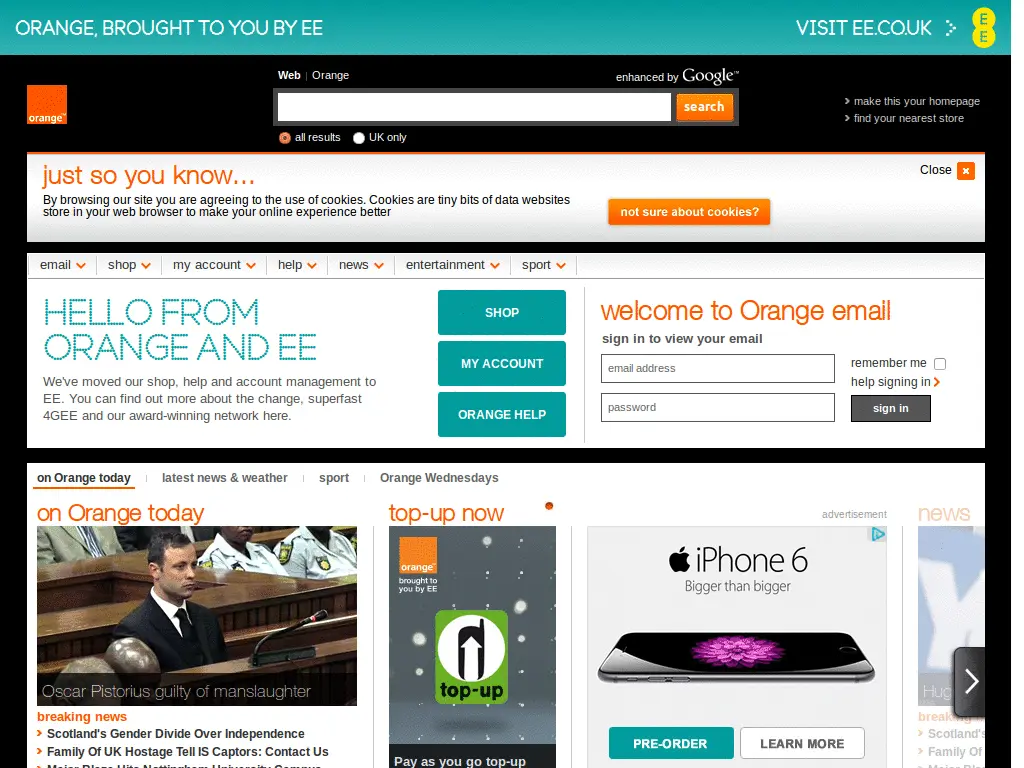 ORANGE, BROUGHT TO YOU BY EE
VISIT EE.CO.UK
E
E
Web | Orange
enhanced by Google™
orange™
search
all results
UK only
make this your homepage
find your nearest store
just so you know...
Close
By browsing our site you are agreeing to the use of cookies. Cookies are tiny bits of data websites
store in your web browser to make your online experience better
not sure about cookies?
email
shop
my account
help
news
entertainment
sport
HELLO FROM
ORANGE AND EE
We've moved our shop, help and account management to
EE. You can find out more about the change, superfast
4GEE and our award-winning network here.
SHOP
MY ACCOUNT
ORANGE HELP
welcome to Orange email
sign in to view your email
email address
remember me
help signing in
password
sign in
on Orange today
latest news & weather
sport
Orange Wednesdays
on Orange today
Oscar Pistorius guilty of manslaughter
breaking news
Scotland's Gender Divide Over Independence
Family Of UK Hostage Tell IS Captors: Contact Us
Major Blaze Hits Nottingham University Campus
top-up now
orange™
brought to
you by EE
top-up
Pay as you go top-up
advertisement
iPhone 6
Bigger than bigger
PRE-ORDER
LEARN MORE
news
Hug
breaking
Scotland's
Family Of